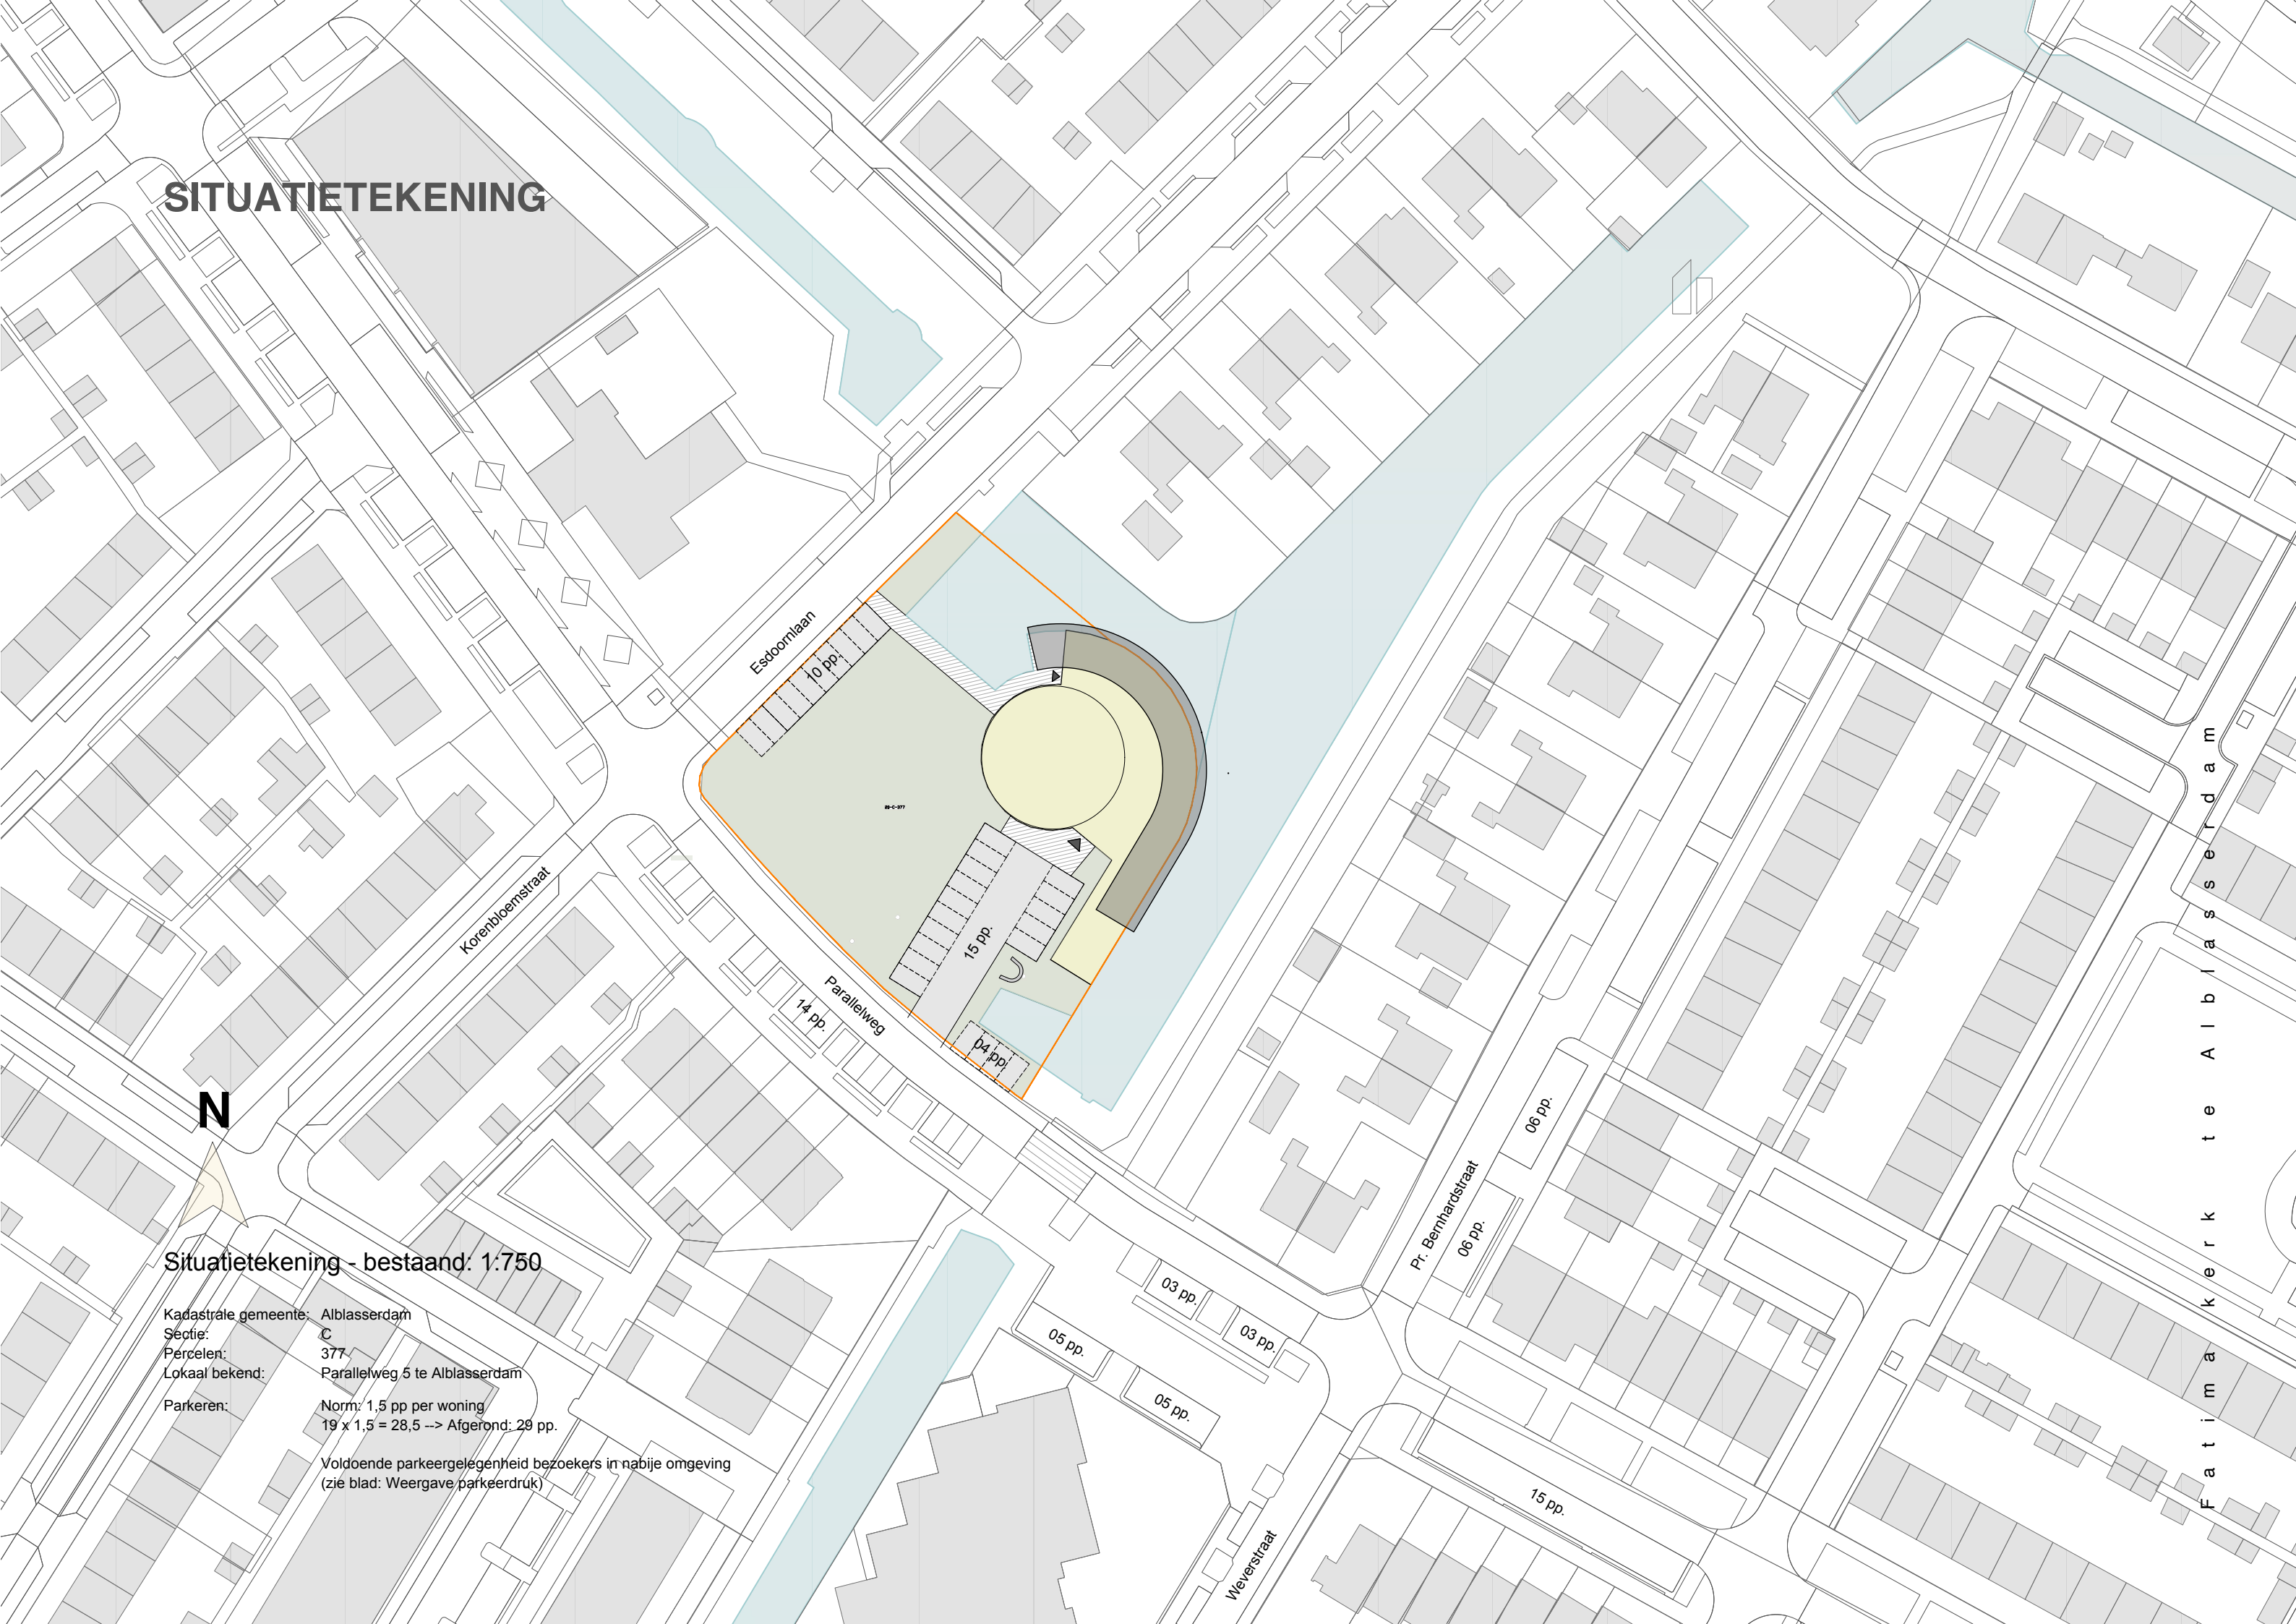 SITUATIETEKENING
Esdoornlaan
10 pp.
Korenbloemstraat
15 pp.
Parallelweg
14 pp.
04 pp.
N
Situatietekening - bestaand: 1:750
Kadastrale gemeente: Alblasserdam
Sectie: C
Percelen: 377
Lokaal bekend: Parallelweg 5 te Alblasserdam
Parkeren: Norm: 1,5 pp per woning
19 x 1,5 = 28,5 --> Afgerond: 29 pp.
Voldoende parkeergelegenheid bezoekers in nabije omgeving
(zie blad: Weergave parkeerdruk)
06 pp.
Pr. Bernhardstraat
06 pp.
03 pp.
03 pp.
05 pp.
05 pp.
15 pp.
Weverstraat
Fatimakerk te Alblasserdam